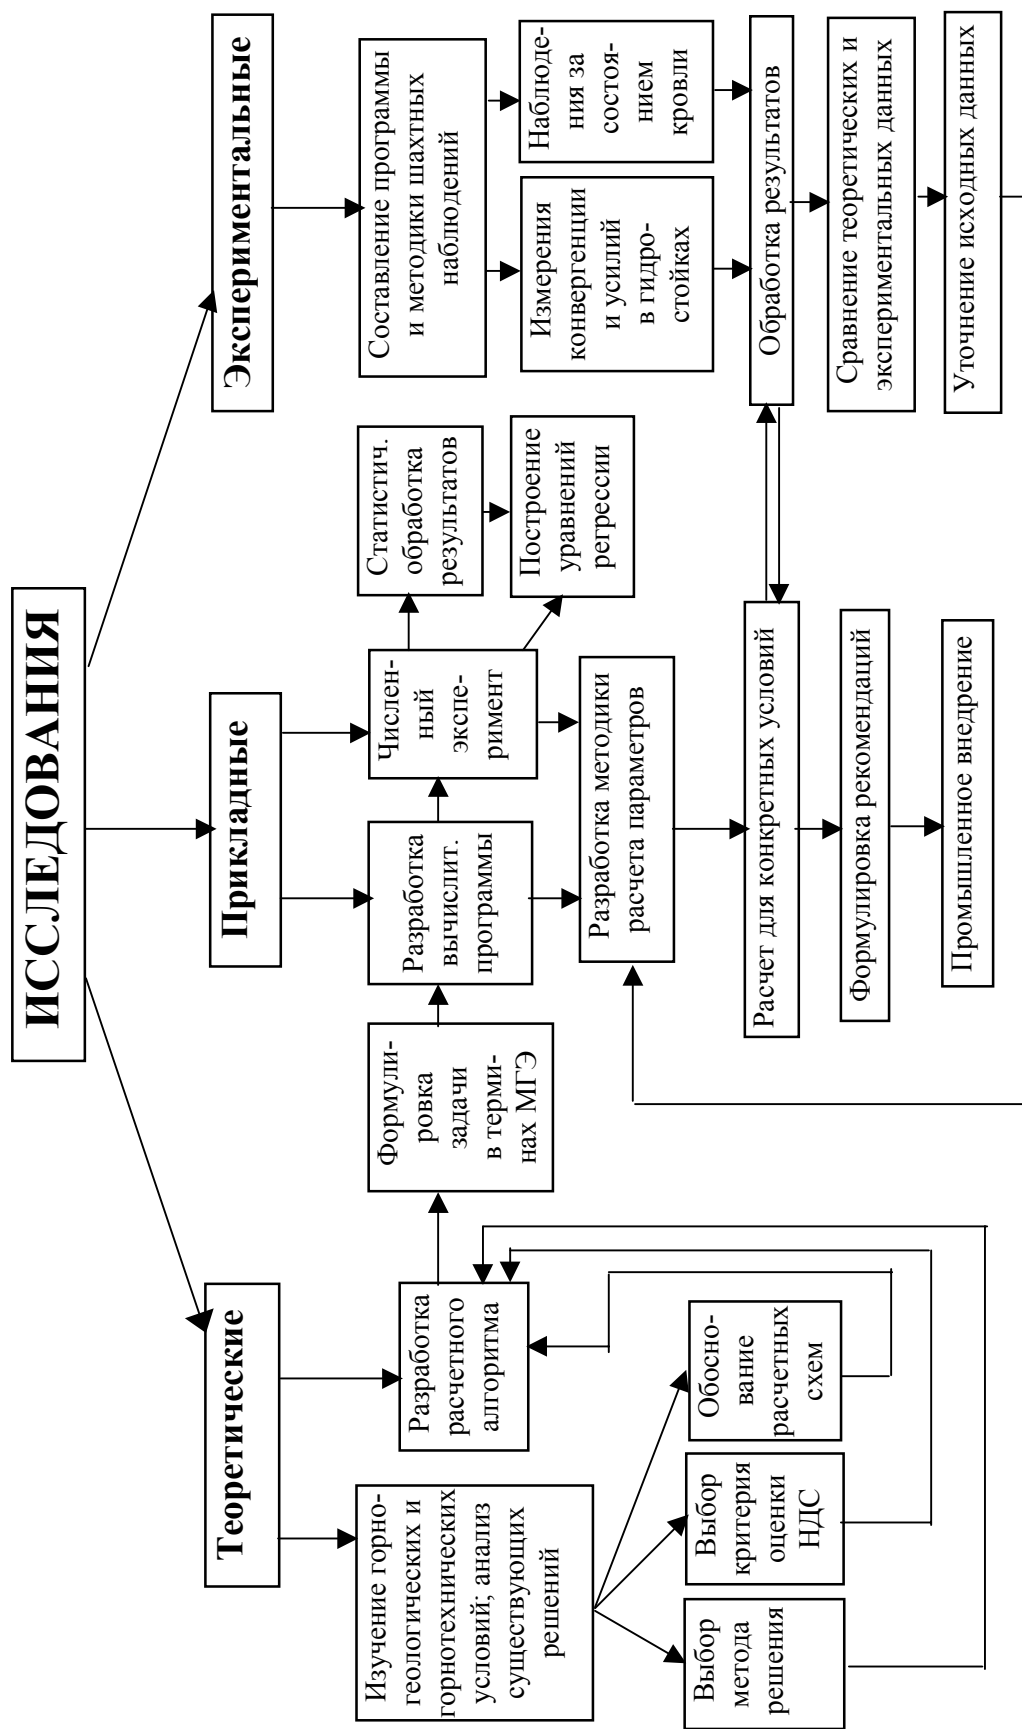 ИССЛЕДОВАНИЯ
Теоретические
Прикладные
Экспериментальные
Изучение горно-
геологических и
горнотехнических
условий; анализ
существующих
решений
Разработка
расчетного
алгоритма
Формули-
ровка
задачи
в терми-
нах МГЭ
Разработка
вычислит.
программы
Числен-
ный
экспе-
римент
Статистич.
обработка
результатов
Составление программы
и методики шахтных
наблюдений
Построение
уравнений
регрессии
Измерения
конвергенции
и усилий
в гидро-
стойках
Наблюде-
ния за
состоя-
нием
кровли
Разработка методики
расчета параметров
Выбор
метода
решения
Выбор
критерия
оценки
НДС
Обосно-
вание
расчетных
схем
Расчет для конкретных условий
Обработка результатов
Формулировка рекомендаций
Сравнение теоретических и
экспериментальных данных
Промышленное внедрение
Уточнение исходных данных